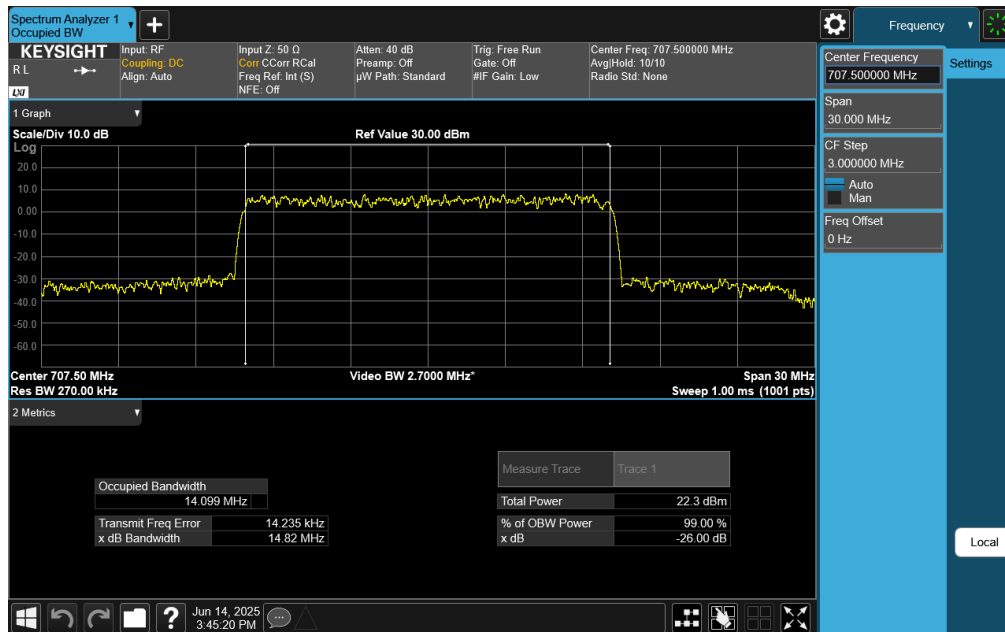 Spectrum Analyzer 1
Occupied BW
Frequency
KEYSIGHT
R L
LXI
Input: RF
Coupling: DC
Align: Auto
Input Z: 50 Ω
Corr CCorr RCal
Freq Ref: Int (S)
NFE: Off
Atten: 40 dB
Preamp: Off
µW Path: Standard
Trig: Free Run
Gate: Off
#IF Gain: Low
Center Freq: 707.500000 MHz
Avg|Hold: 10/10
Radio Std: None
Center Frequency
707.500000 MHz
Settings
Span
30.000 MHz
CF Step
3.000000 MHz
Auto
Man
Freq Offset
0 Hz
Local
1 Graph
Scale/Div 10.0 dB
Ref Value 30.00 dBm
Log
20.0
10.0
0.00
-10.0
-20.0
-30.0
-40.0
-50.0
-60.0
Center 707.50 MHz
Video BW 2.7000 MHz*
Span 30 MHz
Res BW 270.00 kHz
Sweep 1.00 ms (1001 pts)
2 Metrics
Measure Trace
Trace 1
Occupied Bandwidth
14.099 MHz
Total Power
22.3 dBm
Transmit Freq Error
14.235 kHz
% of OBW Power
99.00 %
x dB Bandwidth
14.82 MHz
x dB
-26.00 dB
?
Jun 14, 2025
3:45:20 PM